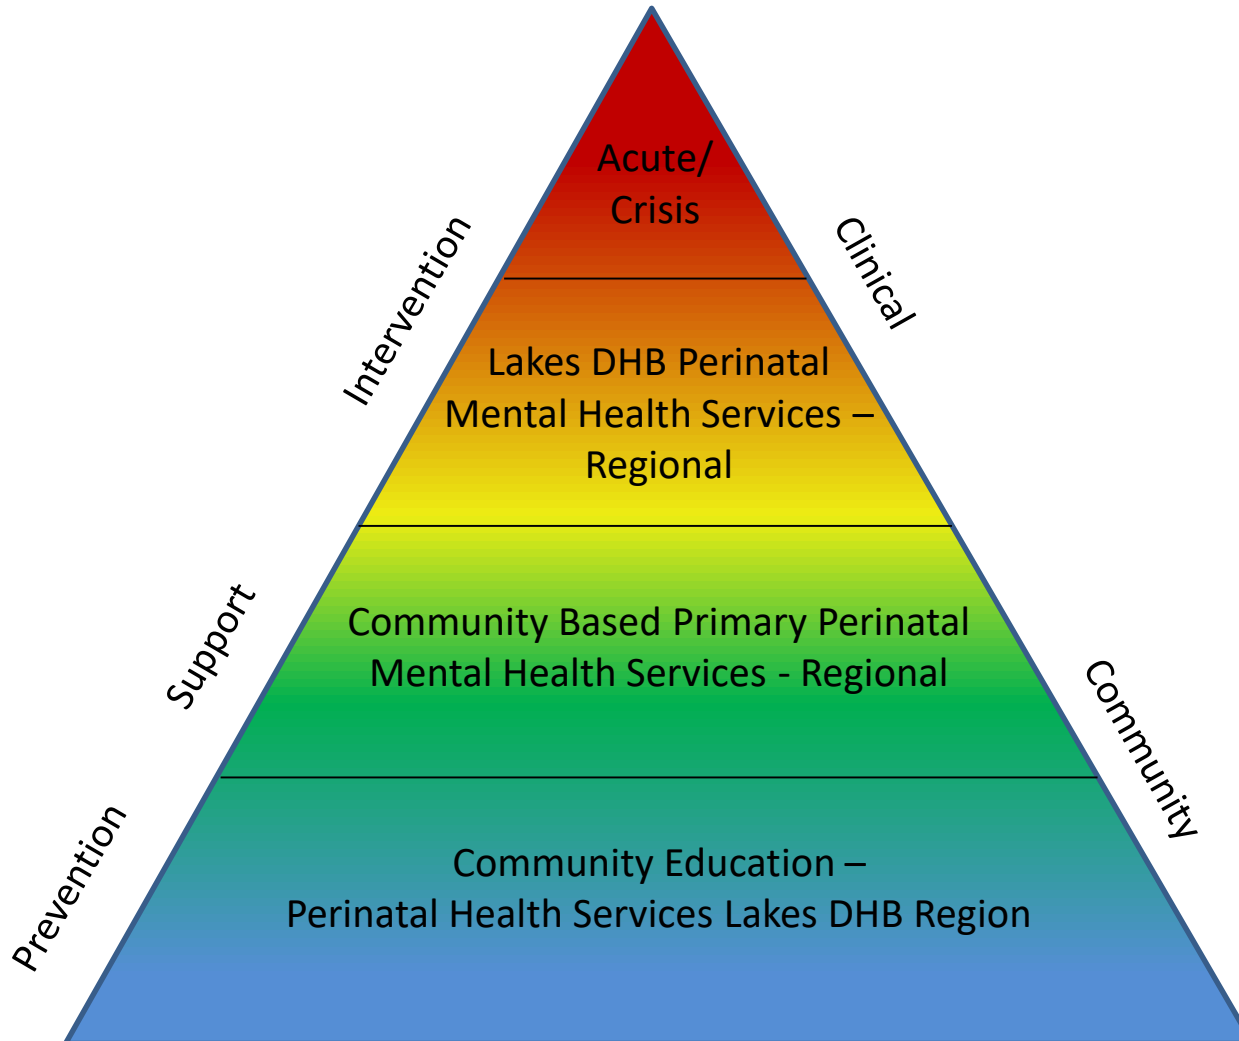 Acute/
Crisis
Intervention
Clinical
Lakes DHB Perinatal
Mental Health Services –
Regional
Support
Community Based Primary Perinatal
Mental Health Services - Regional
Community
Prevention
Community Education –
Perinatal Health Services Lakes DHB Region